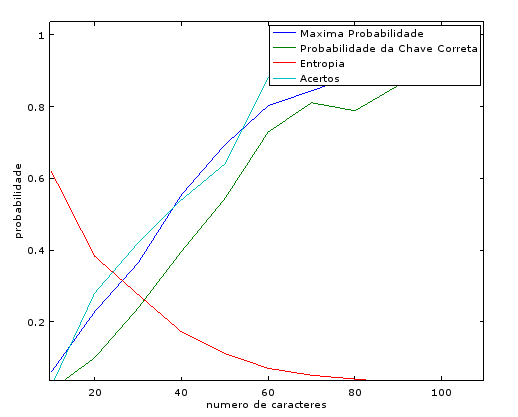 1
0.8
0.6
0.4
0.2
probabilidade
Maxima Probabilidade
Probabilidade da Chave Correta
Entropia
Acertos
20 40 60 80 100
numero de caracteres